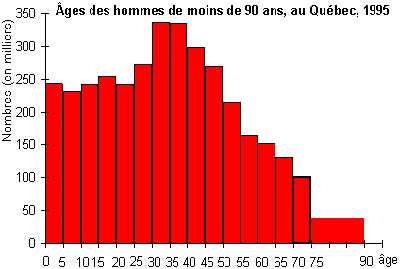 Âges des hommes de moins de 90 ans, au Québec, 1995
Nombres (en milliers)
350
300
250
200
150
100
50
0
0 5 10 15 20 25 30 35 40 45 50 55 60 65 70 75 90 âge